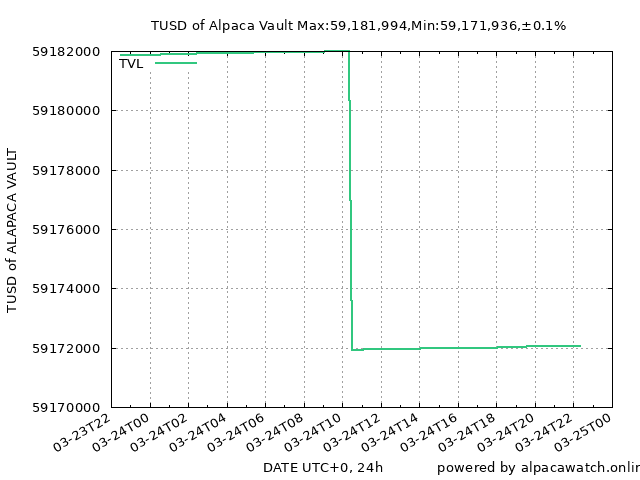 TUSD of Alpaca Vault Max:59,181,994,Min:59,171,936,±0.1%
59182000
TVL
59180000
59178000
59176000
59174000
59172000
59170000
TUSD of ALAPACA VAULT
03-23T22
03-24T00
03-24T02
03-24T04
03-24T06
03-24T08
03-24T10
03-24T12
03-24T14
03-24T16
03-24T18
03-24T20
03-24T22
03-25T00
DATE UTC+0, 24h
powered by alpacawatch.onlin